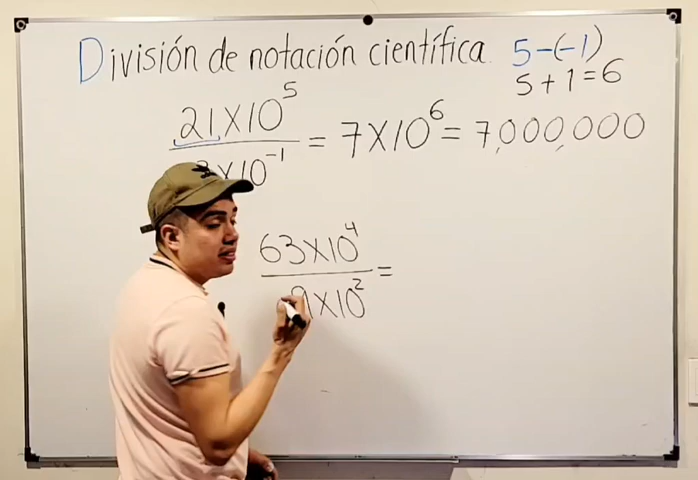 División de notación científica. 5-(-1)
5+1=6
21X10^5
= 7X10^6 = 7,000,000
X10^-1
63X10^4
=
9X10^2